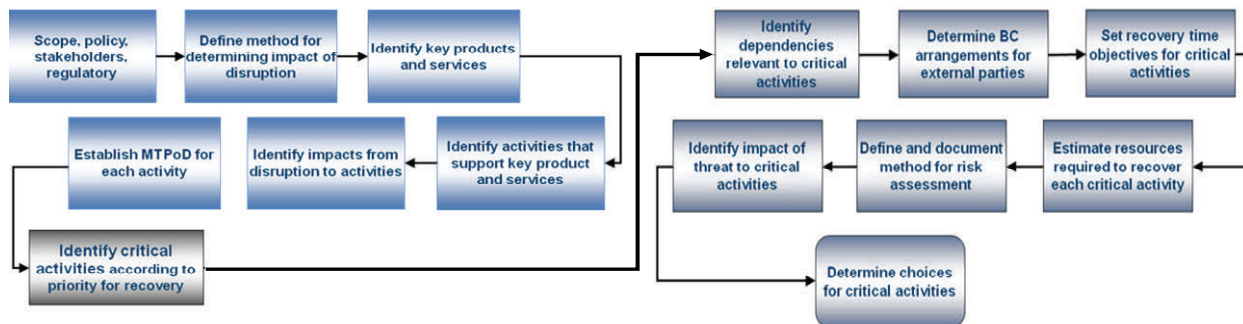 Scope, policy,
stakeholders,
regulatory
Define method for
determining impact of
disruption
Identify key products
and services
Identify activities that
support key product
and services
Identify impacts from
disruption to activities
Establish MTPoD for
each activity
Identify critical
activities according to
priority for recovery
Identify
dependencies
relevant to critical
activities
Determine BC
arrangements for
external parties
Set recovery time
objectives for critical
activities
Estimate resources
required to recover
each critical activity
Define and document
method for risk
assessment
Identify impact of
threat to critical
activities
Determine choices
for critical activities